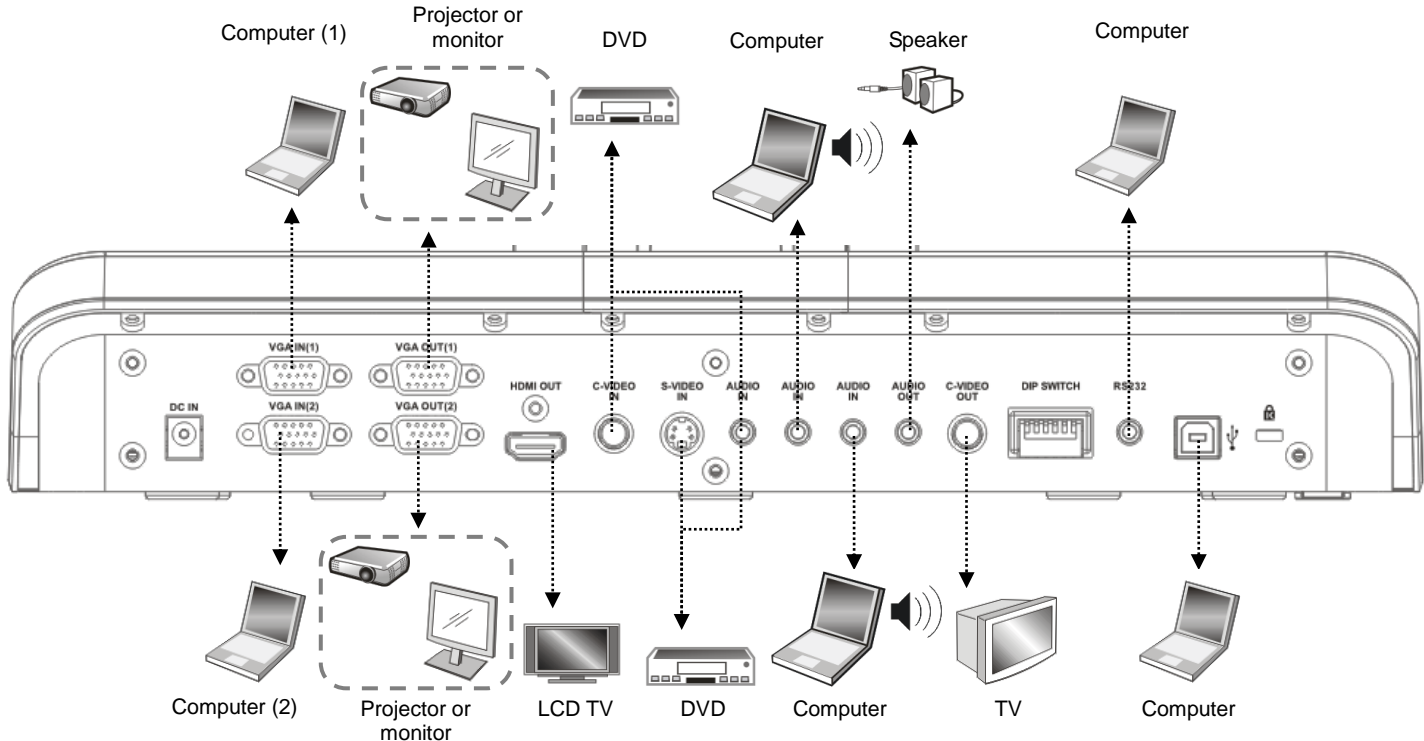 Computer (1)
Projector or
monitor
DVD
Computer
Speaker
Computer
VGA IN(1)
VGA OUT(1)
DC IN
VGA IN(2)
VGA OUT(2)
HDMI OUT
C-VIDEO
IN
S-VIDEO
IN
AUDIO
IN
AUDIO
IN
AUDIO
IN
AUDIO
OUT
C-VIDEO
OUT
DIP SWITCH
RS232
K
Computer (2)
Projector or
monitor
LCD TV
DVD
Computer
TV
Computer